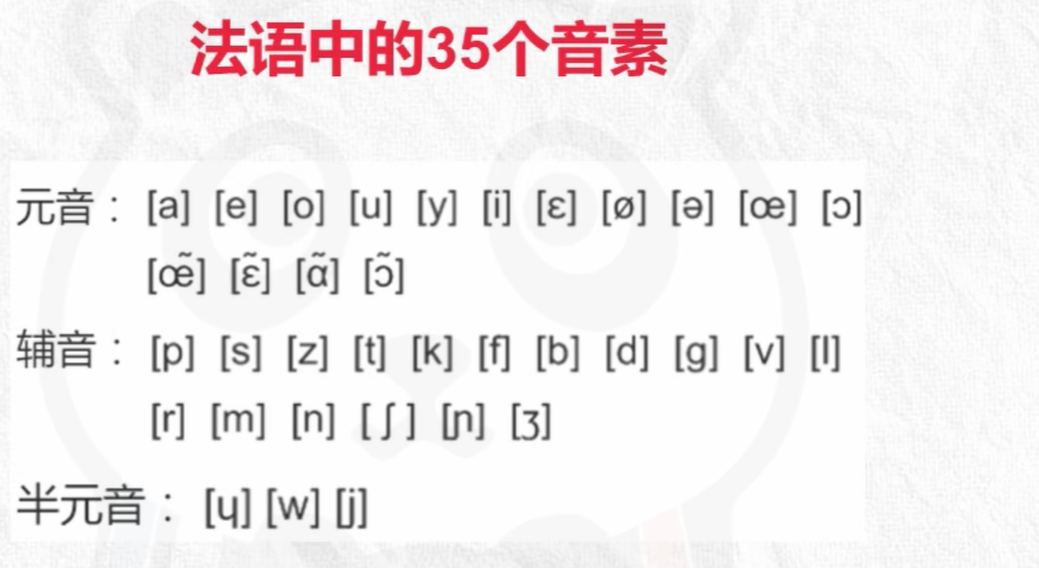 法语中的35个音素
元音： [a] [e] [o] [u] [y] [i] [ɛ] [ø] [ə] [œ] [ɔ]
[œ̃] [ɛ̃] [ɑ̃] [ɔ̃]
辅音： [p] [s] [z] [t] [k] [f] [b] [d] [g] [v] [l]
[r] [m] [n] [ʃ] [ɲ] [ʒ]
半元音： [ɥ] [w] [j]